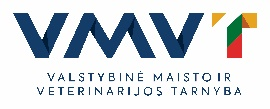 VMVT
VALSTYBINĖ MAISTO IR
VETERINARIJOS TARNYBA